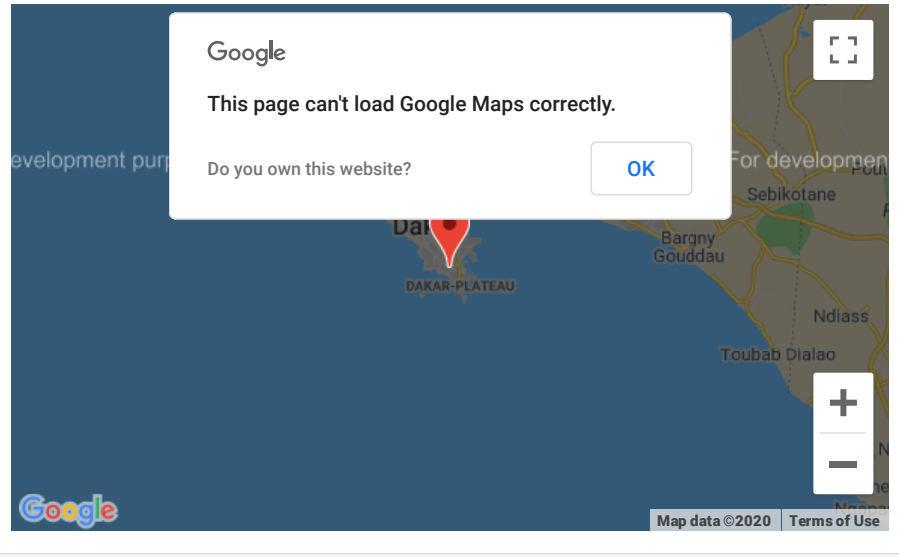 Google
This page can't load Google Maps correctly.
Do you own this website?
OK
For developmen
evelopment purp
Sebikotane
Dak
Bargny
Gouddau
DAKAR-PLATEAU
Ndiass
Toubab Dialao
Google
Map data ©2020
Terms of Use